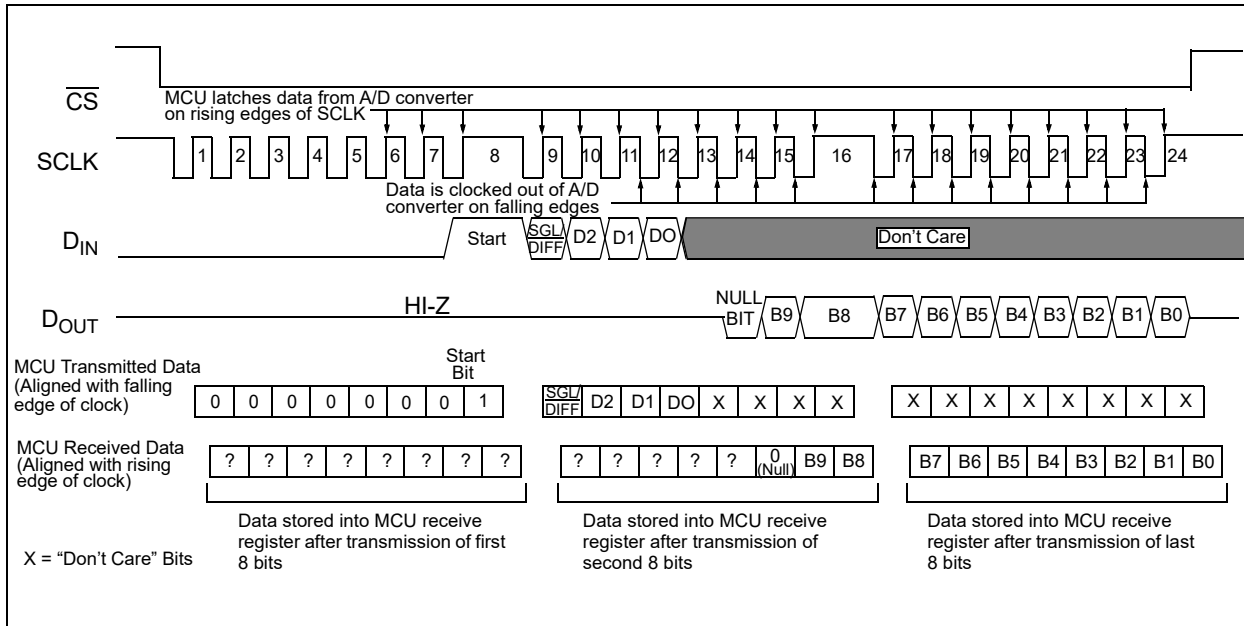 CS
MCU latches data from A/D converter
on rising edges of SCLK
SCLK
1 2 3 4 5 6 7 8 9 10 11 12 13 14 15 16 17 18 19 20 21 22 23 24
Data is clocked out of A/D
converter on falling edges
DIN
Start SGL/ D2 D1 DO Don't Care
DIFF
HI-Z
DOUT
NULL
BIT B9 B8 B7 B6 B5 B4 B3 B2 B1 B0
MCU Transmitted Data
(Aligned with falling
edge of clock)
Start
Bit
0 0 0 0 0 0 0 1
SGL/ D2 D1 DO X X X X
DIFF
X X X X X X X X
MCU Received Data
(Aligned with rising
edge of clock)
? ? ? ? ? ? ? ?
? ? ? ? ? 0 B9 B8
(Null)
B7 B6 B5 B4 B3 B2 B1 B0
Data stored into MCU receive
register after transmission of first
8 bits
Data stored into MCU receive
register after transmission of
second 8 bits
Data stored into MCU receive
register after transmission of last
8 bits
X = “Don’t Care” Bits